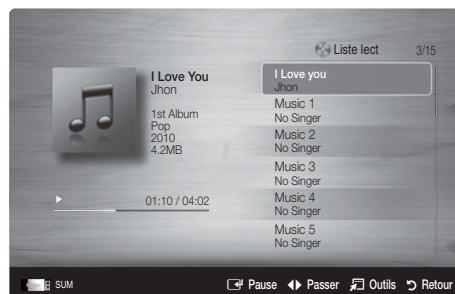 Liste lect 3/15
I Love You
Jhon
1st Album
Pop
2010
4.2MB
01:10 / 04:02
I Love you
Jhon
Music 1
No Singer
Music 2
No Singer
Music 3
No Singer
Music 4
No Singer
Music 5
No Singer
SUM Pause Passer Outils Retour